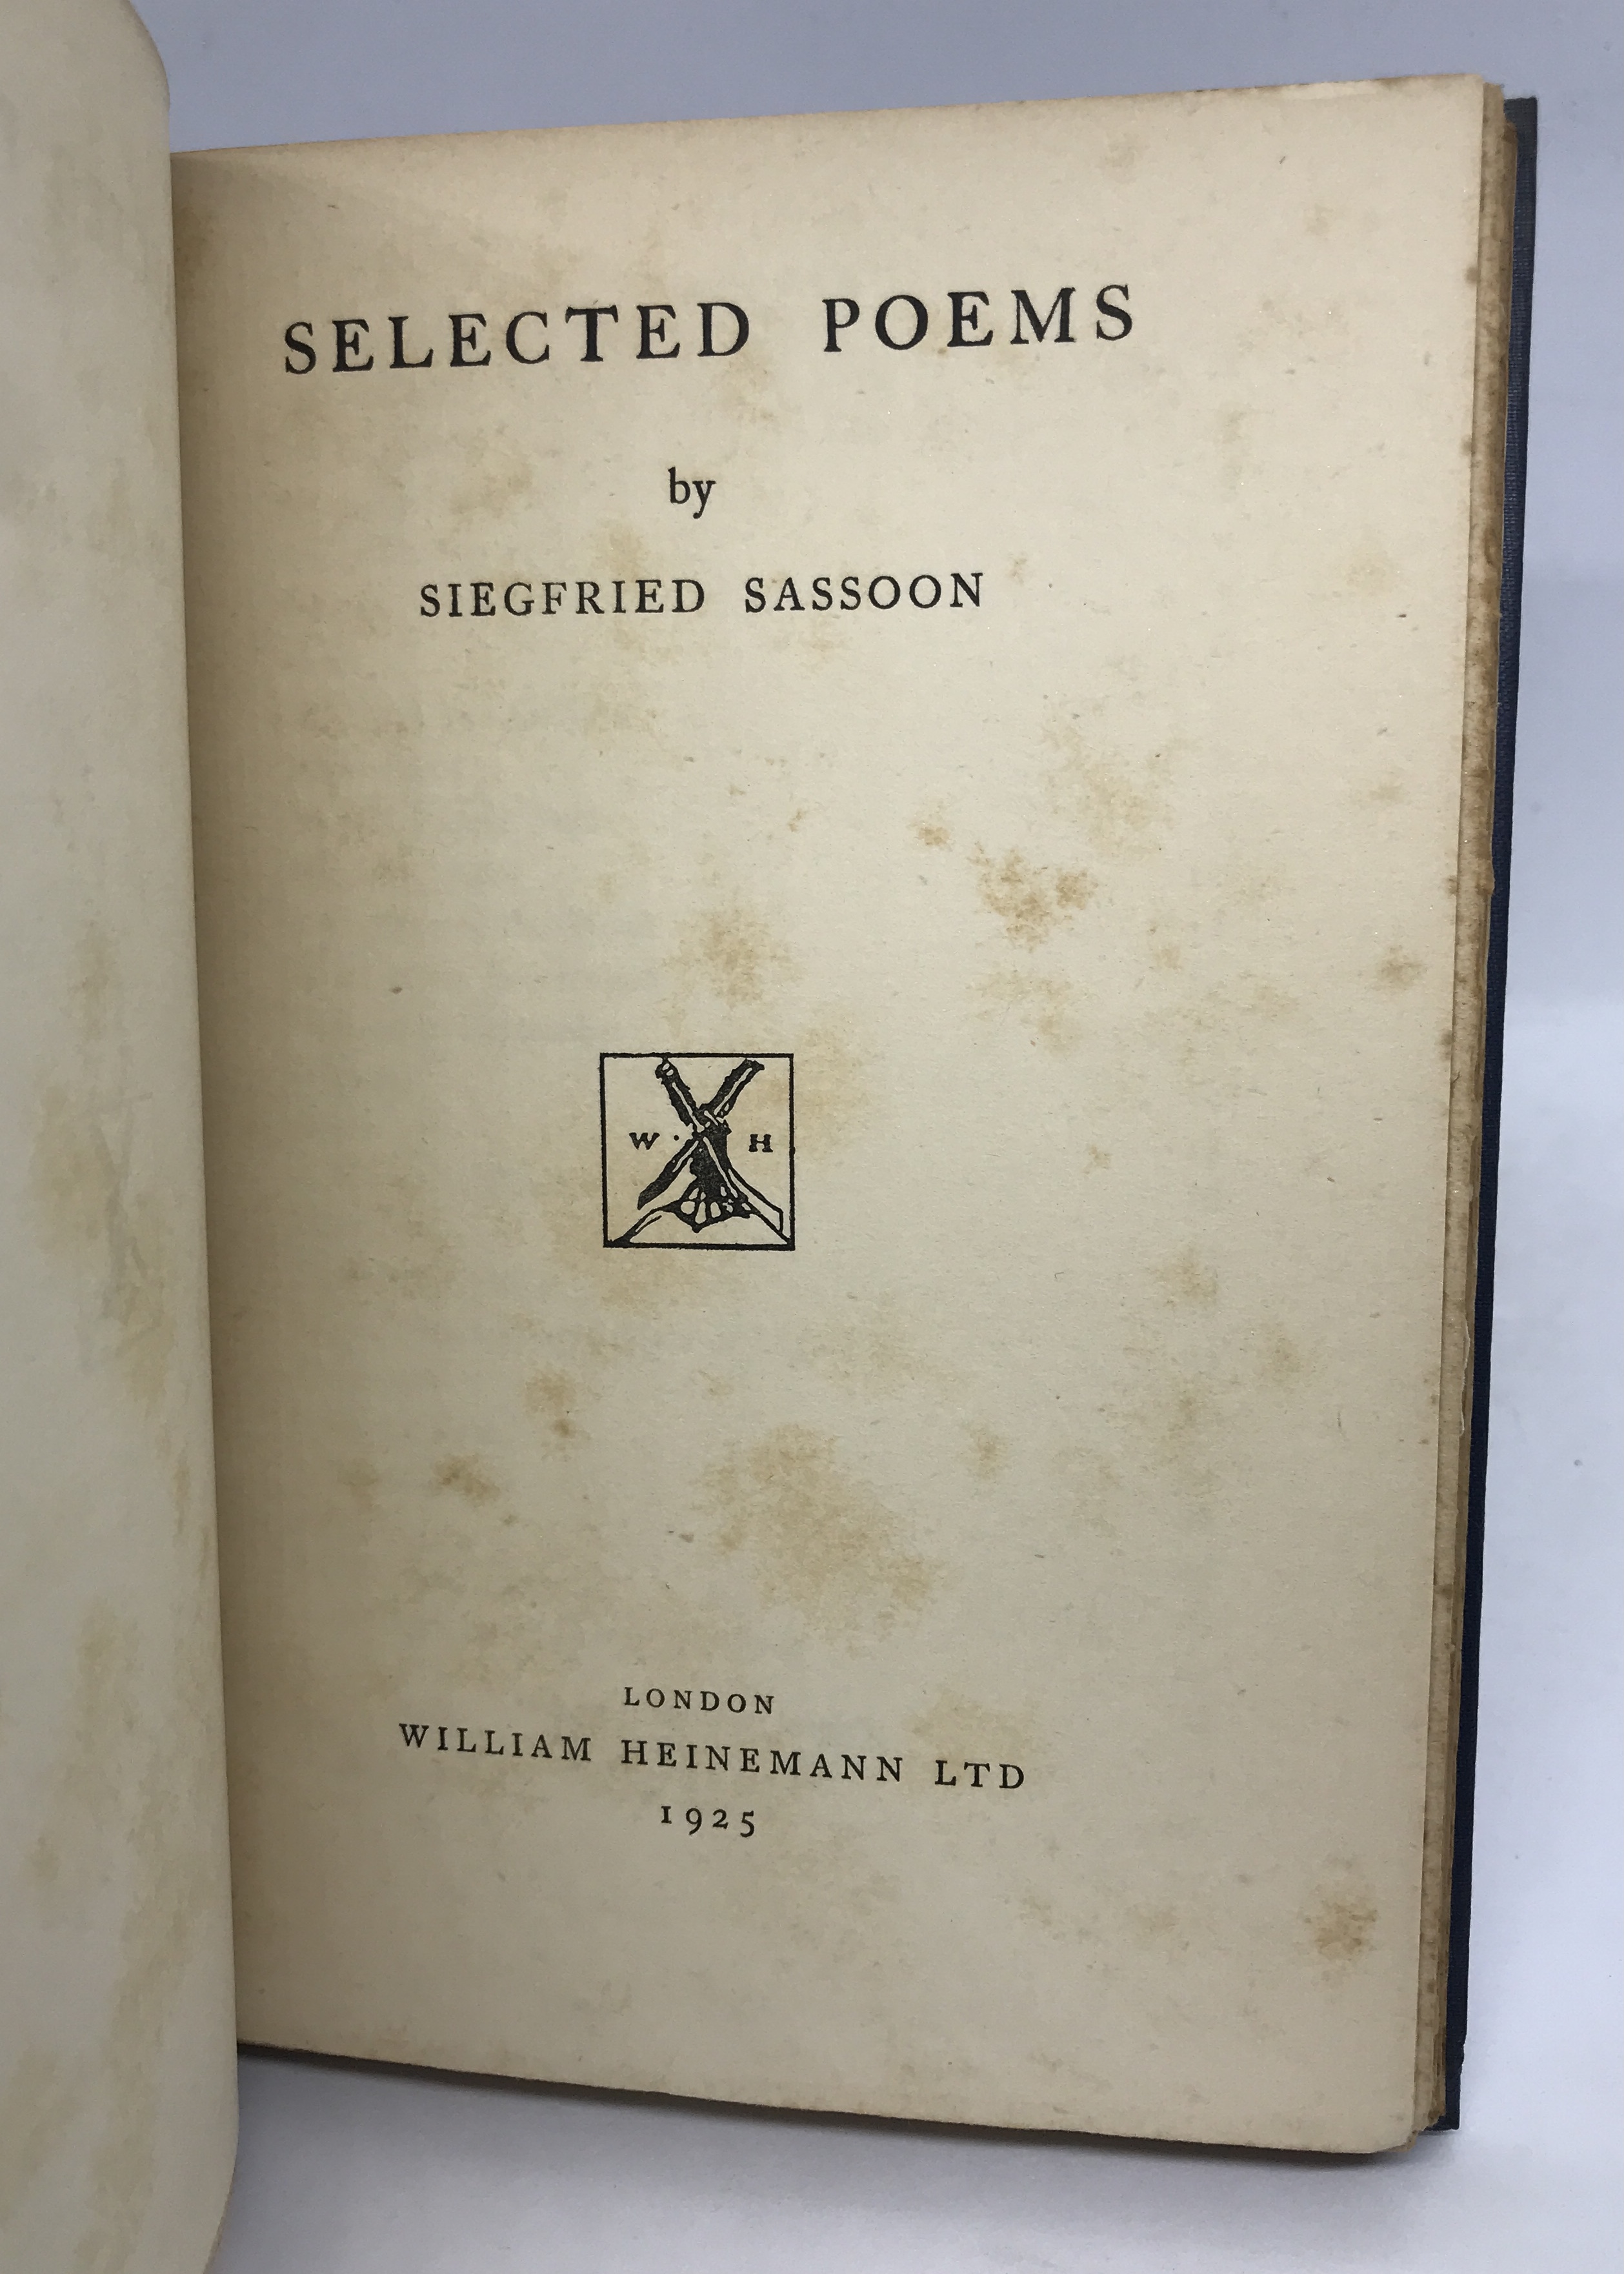 SELECTED POEMS
by
SIEGFRIED SASSOON
W · H
LONDON
WILLIAM HEINEMANN LTD
1925